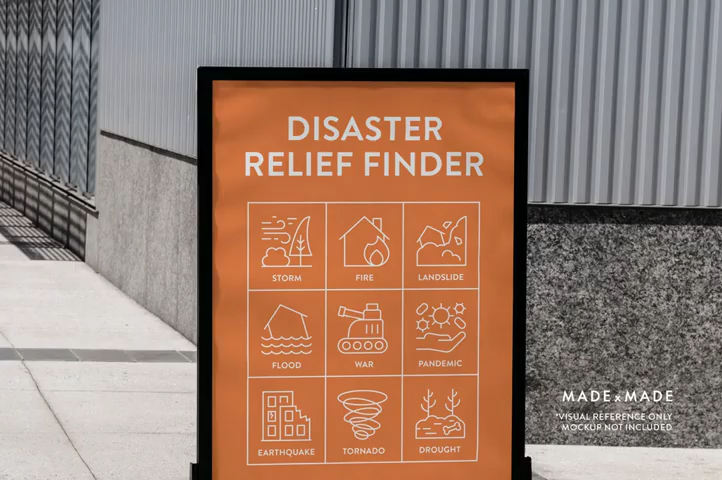 DISASTER
RELIEF FINDER
STORM
FIRE
LANDSLIDE
FLOOD
WAR
PANDEMIC
EARTHQUAKE
TORNADO
DROUGHT
MADE x MADE
*VISUAL REFERENCE ONLY
MOCKUP NOT INCLUDED